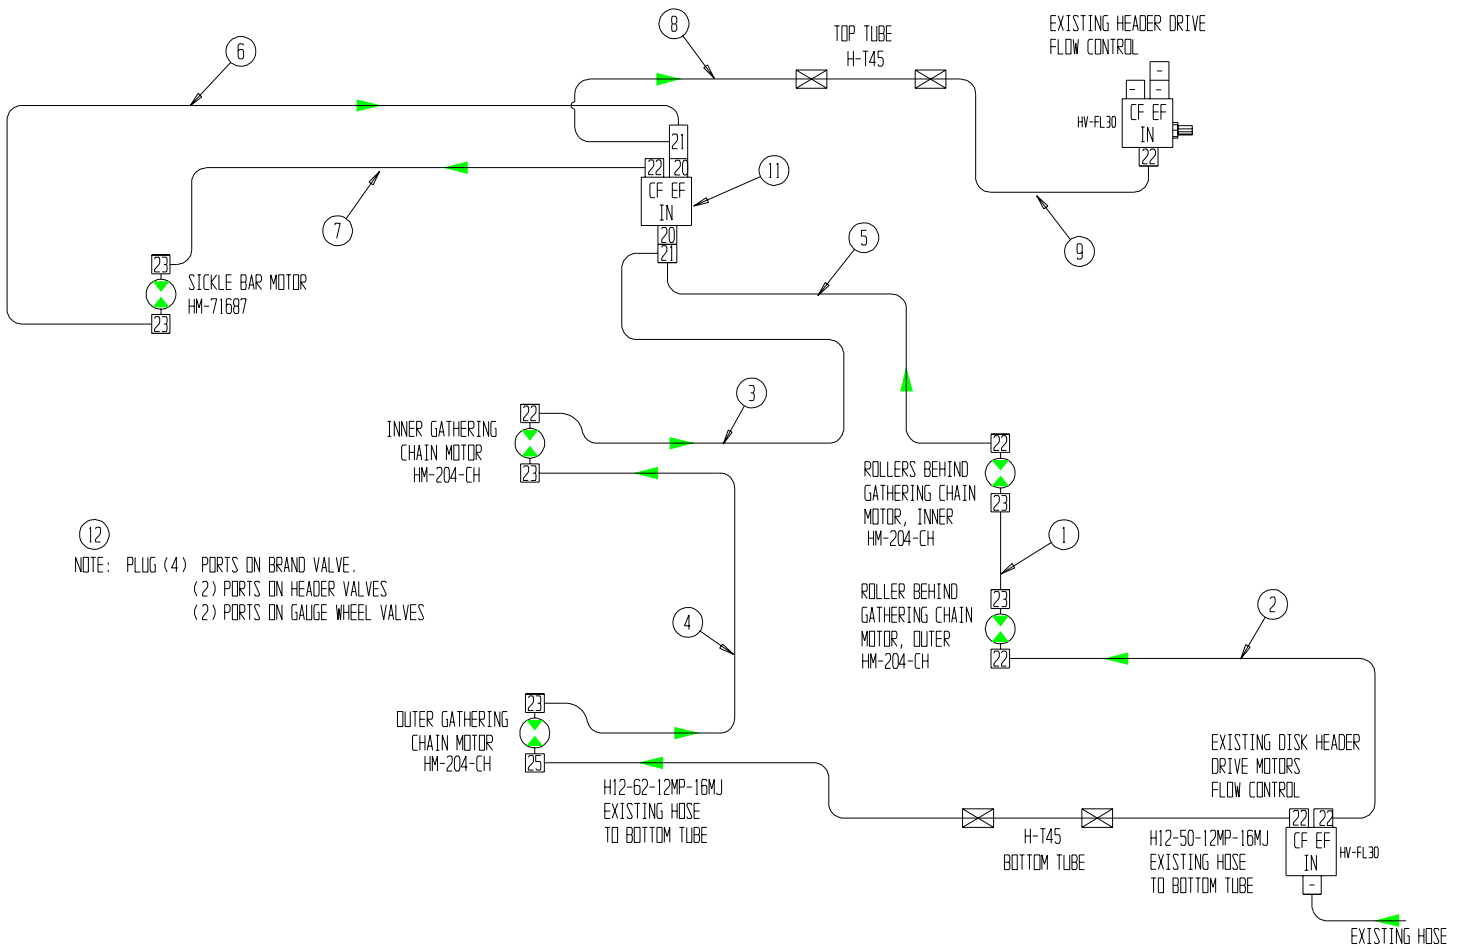 8
TOP TUBE
H-T45
EXISTING HEADER DRIVE
FLOW CONTROL
6
- 
- -
CF EF
IN
HV-FL30
22
21
22 20
CF EF
IN
11
20
21
7
5
9
23
SICKLE BAR MOTOR
HM-71687
23
3
22
INNER GATHERING
CHAIN MOTOR
HM-204-CH
23
22
ROLLERS BEHIND
GATHERING CHAIN
MOTOR, INNER
HM-204-CH
23
12
NOTE: PLUG (4) PORTS ON BRAND VALVE.
(2) PORTS ON HEADER VALVES
(2) PORTS ON GAUGE WHEEL VALVES
1
23
ROLLER BEHIND
GATHERING CHAIN
MOTOR, OUTER
HM-204-CH
22
2
4
23
OUTER GATHERING
CHAIN MOTOR
HM-204-CH
25
H12-62-12MP-16MJ
EXISTING HOSE
TO BOTTOM TUBE
H-T45
BOTTOM TUBE
H12-50-12MP-16MJ
EXISTING HOSE
TO BOTTOM TUBE
EXISTING DISK HEADER
DRIVE MOTORS
FLOW CONTROL
22 22
CF EF
IN
HV-FL30
-
EXISTING HOSE